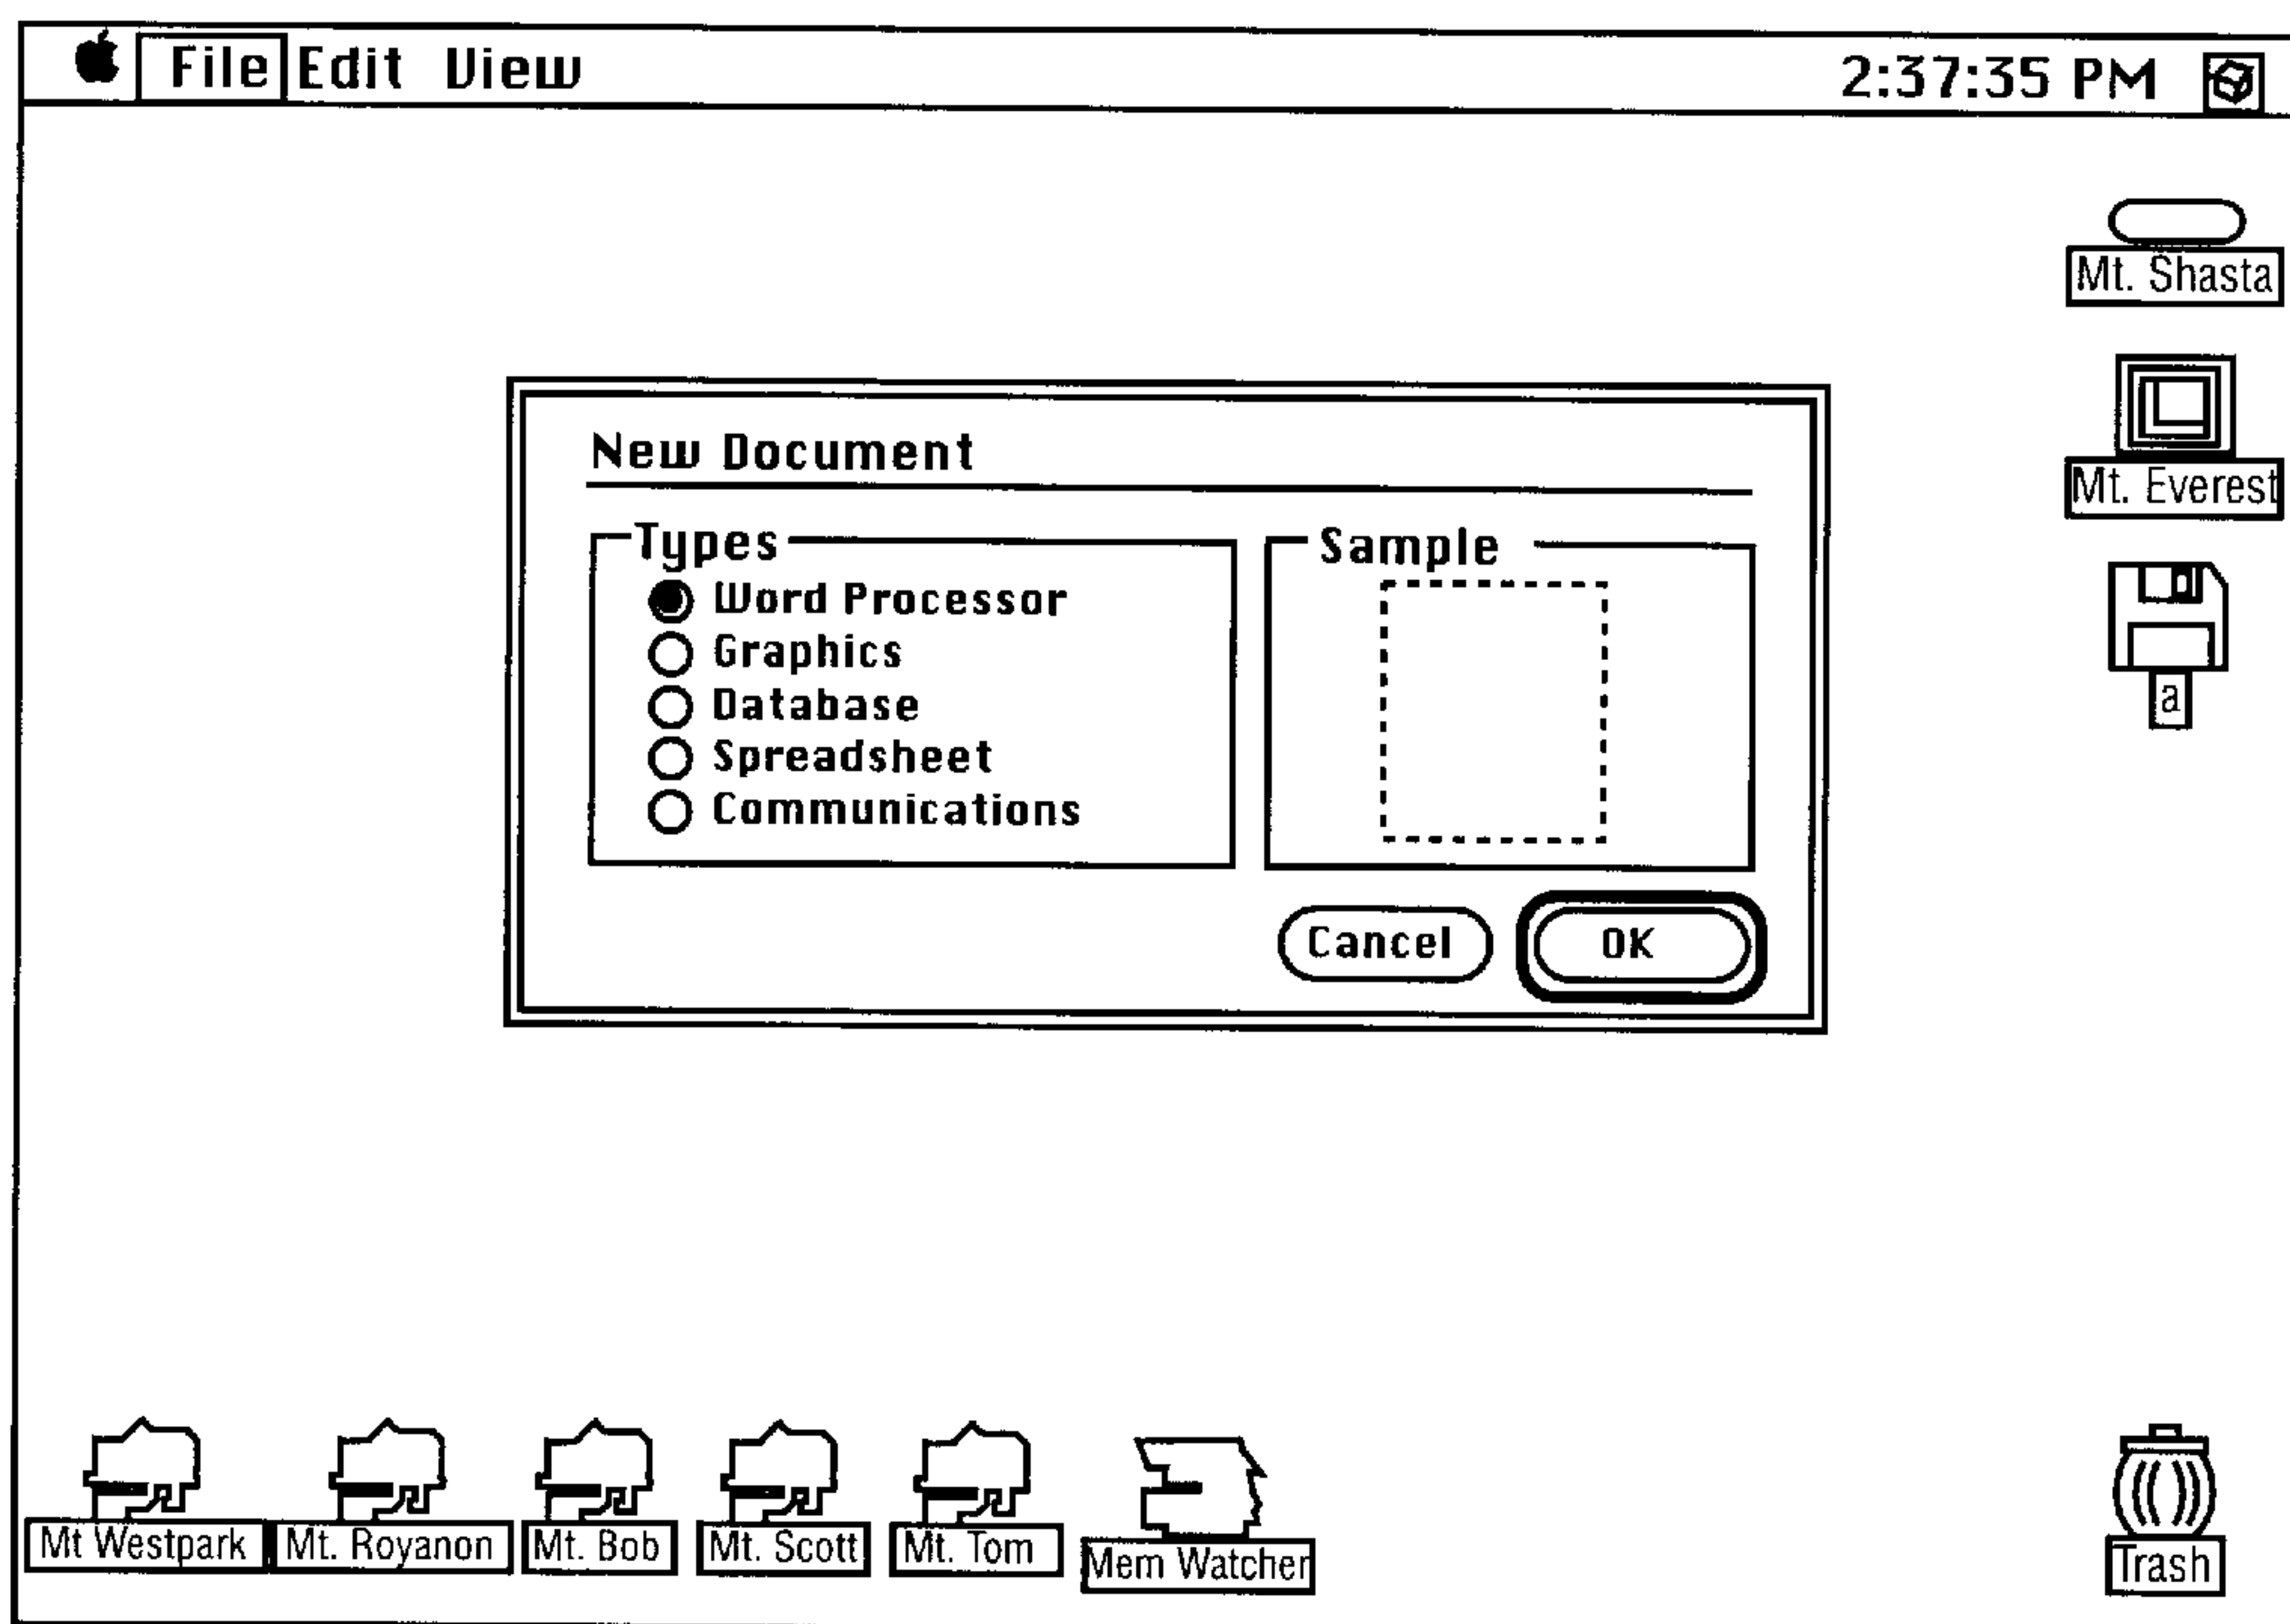 File Edit View 2:37:35 PM
Mt. Shasta
Mt. Everest
a
New Document
Types
Word Processor
Graphics
Database
Spreadsheet
Communications
Sample
Cancel OK
Mt Westpark Mt. Royanon Mt. Bob Mt. Scott Mt. Tom Mem Watcher Trash